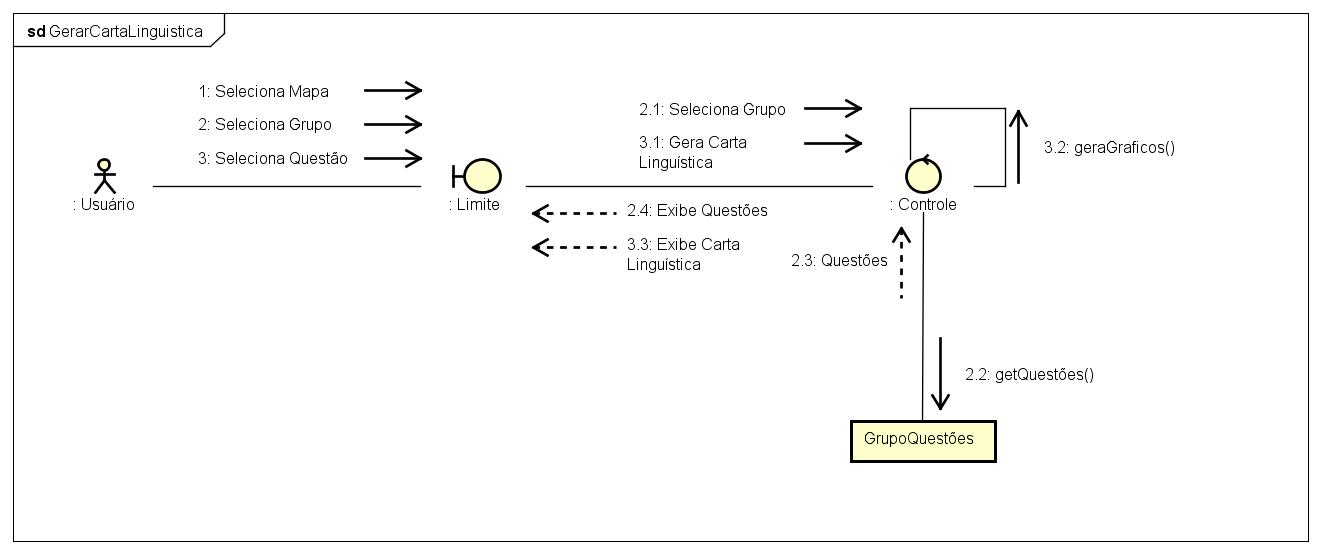 sd GerarCartaLinguistica
1: Seleciona Mapa
2: Seleciona Grupo
3: Seleciona Questão
2.1: Seleciona Grupo
3.1: Gera Carta
Linguística
3.2: geraGraficos()
: Usuário
: Limite
: Controle
2.4: Exibe Questões
3.3: Exibe Carta
Linguística
2.3: Questões
2.2: getQuestões()
GrupoQuestões